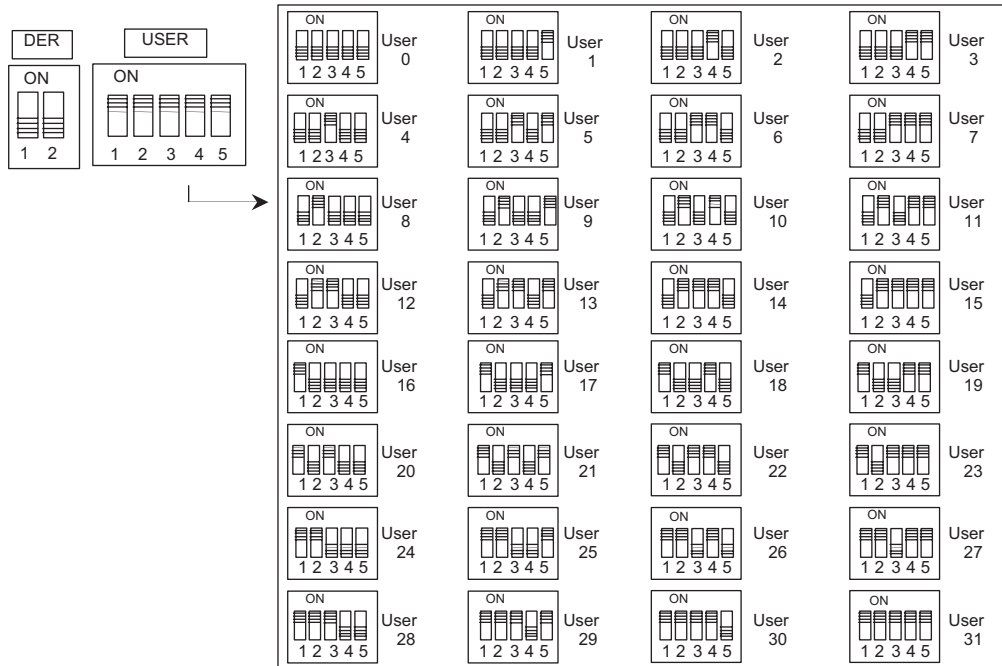 DER
USER
ON
1 2
ON
1 2 3 4 5
ON
1 2 3 4 5
User
0
ON
1 2 3 4 5
User
1
ON
1 2 3 4 5
User
2
ON
1 2 3 4 5
User
3
ON
1 2 3 4 5
User
4
ON
1 2 3 4 5
User
5
ON
1 2 3 4 5
User
6
ON
1 2 3 4 5
User
7
ON
1 2 3 4 5
User
8
ON
1 2 3 4 5
User
9
ON
1 2 3 4 5
User
10
ON
1 2 3 4 5
User
11
ON
1 2 3 4 5
User
12
ON
1 2 3 4 5
User
13
ON
1 2 3 4 5
User
14
ON
1 2 3 4 5
User
15
ON
1 2 3 4 5
User
16
ON
1 2 3 4 5
User
17
ON
1 2 3 4 5
User
18
ON
1 2 3 4 5
User
19
ON
1 2 3 4 5
User
20
ON
1 2 3 4 5
User
21
ON
1 2 3 4 5
User
22
ON
1 2 3 4 5
User
23
ON
1 2 3 4 5
User
24
ON
1 2 3 4 5
User
25
ON
1 2 3 4 5
User
26
ON
1 2 3 4 5
User
27
ON
1 2 3 4 5
User
28
ON
1 2 3 4 5
User
29
ON
1 2 3 4 5
User
30
ON
1 2 3 4 5
User
31